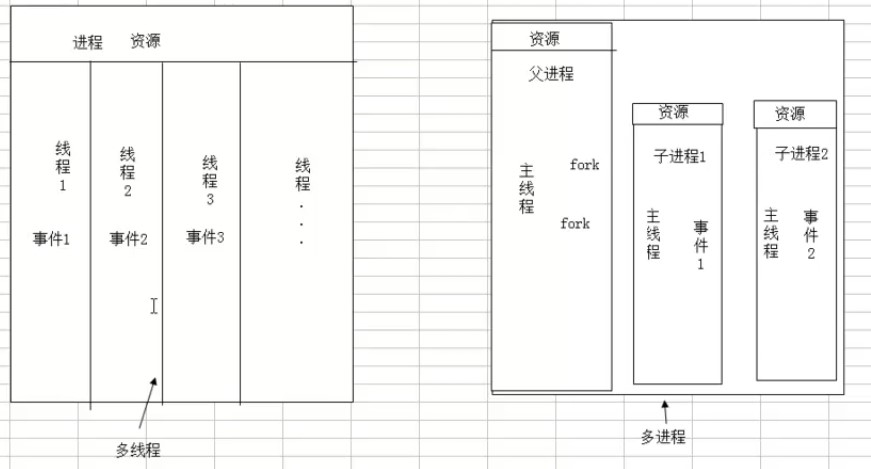 进程 资源
线程1
线程2
线程3
线程...
事件1
事件2
事件3
多线程
资源
父进程
主线程
fork
fork
资源
子进程1
主线程
事件1
资源
子进程2
主线程
事件2
多进程